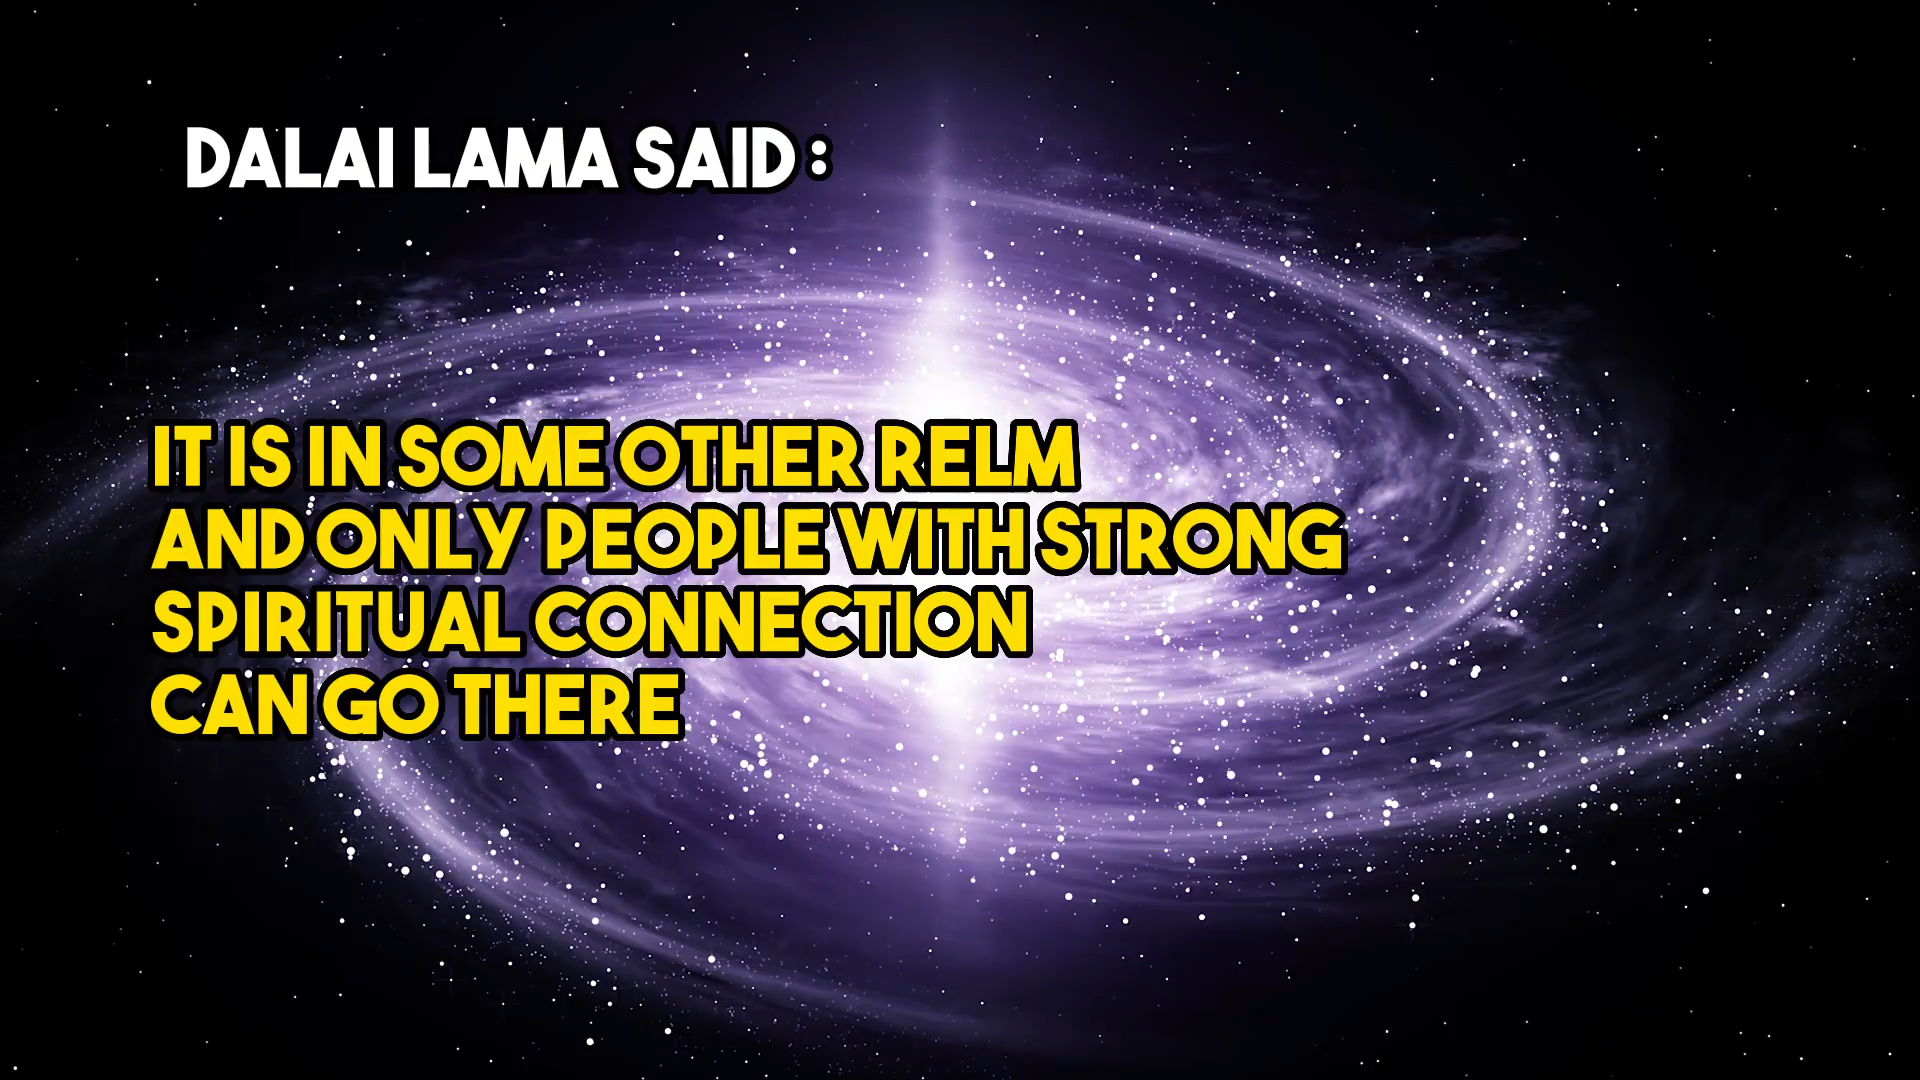 DALAI LAMA SAID :
IT IS IN SOME OTHER RELM
AND ONLY PEOPLE WITH STRONG
SPIRITUAL CONNECTION
CAN GO THERE